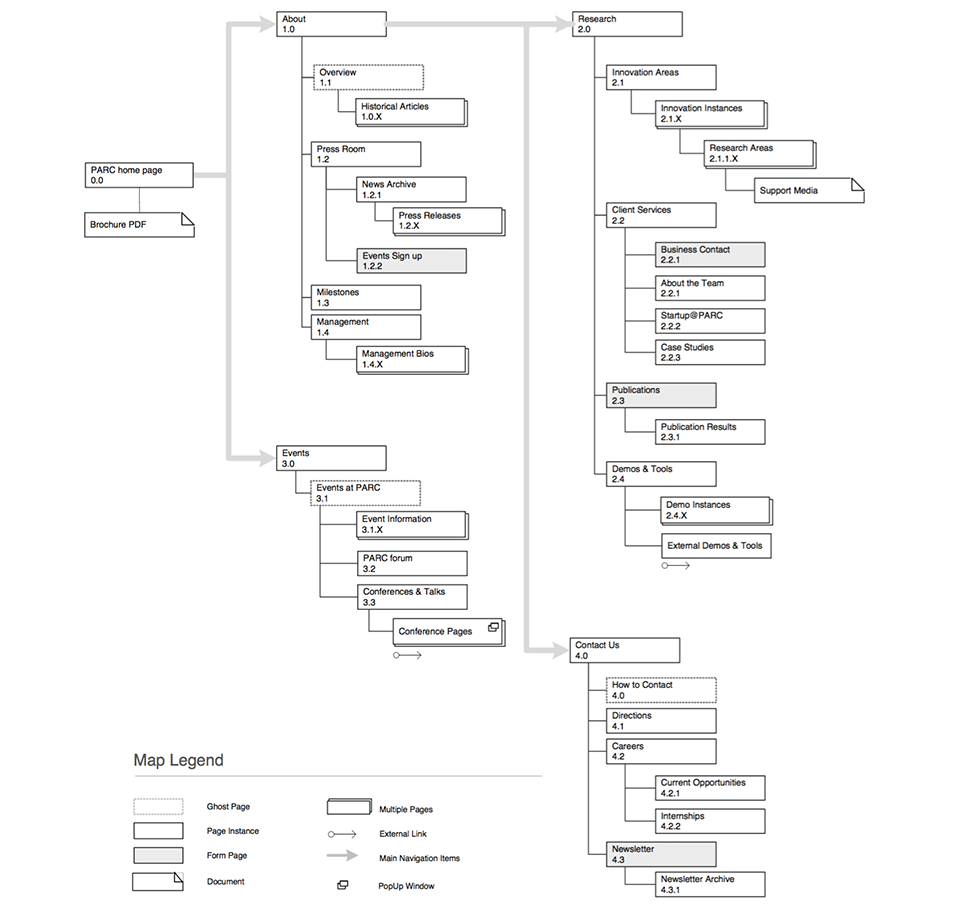 PARC home page
0.0
Brochure PDF
About
1.0
Overview
1.1
Historical Articles
1.0.X
Press Room
1.2
News Archive
1.2.1
Press Releases
1.2.X
Events Sign up
1.2.2
Milestones
1.3
Management
1.4
Management Bios
1.4.X
Events
3.0
Events at PARC
3.1
Event Information
3.1.X
PARC forum
3.2
Conferences & Talks
3.3
Conference Pages
Research
2.0
Innovation Areas
2.1
Innovation Instances
2.1.X
Research Areas
2.1.1.X
Support Media
Client Services
2.2
Business Contact
2.2.1
About the Team
2.2.1
Startup@PARC
2.2.2
Case Studies
2.2.3
Publications
2.3
Publication Results
2.3.1
Demos & Tools
2.4
Demo Instances
2.4.X
External Demos & Tools
Contact Us
4.0
How to Contact
4.0
Directions
4.1
Careers
4.2
Current Opportunities
4.2.1
Internships
4.2.2
Newsletter
4.3
Newsletter Archive
4.3.1
Map Legend
Ghost Page
Page Instance
Form Page
Document
Multiple Pages
External Link
Main Navigation Items
PopUp Window